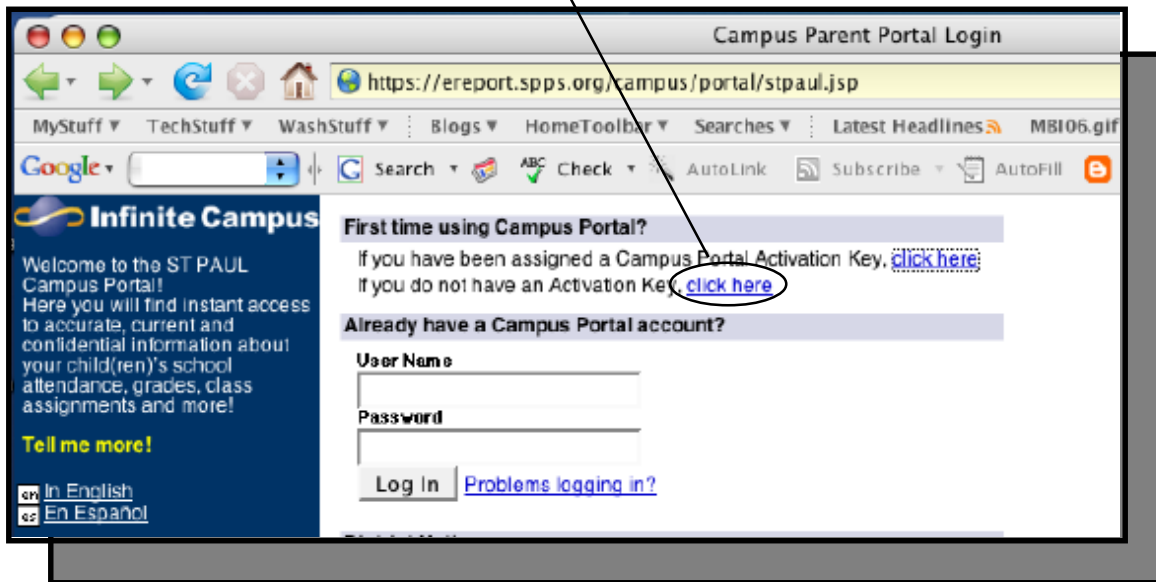 Campus Parent Portal Login
https://ereport.spps.org/campus/portal/stpaul.jsp
MyStuff TechStuff WashStuff Blogs HomeToolbar Searches Latest Headlines MBI06.gif
Google G Search ABC Check AutoLink Subscribe AutoFill
Infinite Campus
Welcome to the ST PAUL
Campus Portal!
Here you will find instant access
to accurate, current and
confidential information about
your child(ren)'s school
attendance, grades, class
assignments and more!
Tell me more!
en In English
es En Español
First time using Campus Portal?
If you have been assigned a Campus Portal Activation Key, click here
If you do not have an Activation Key, click here
Already have a Campus Portal account?
User Name
Password
Log In Problems logging in?